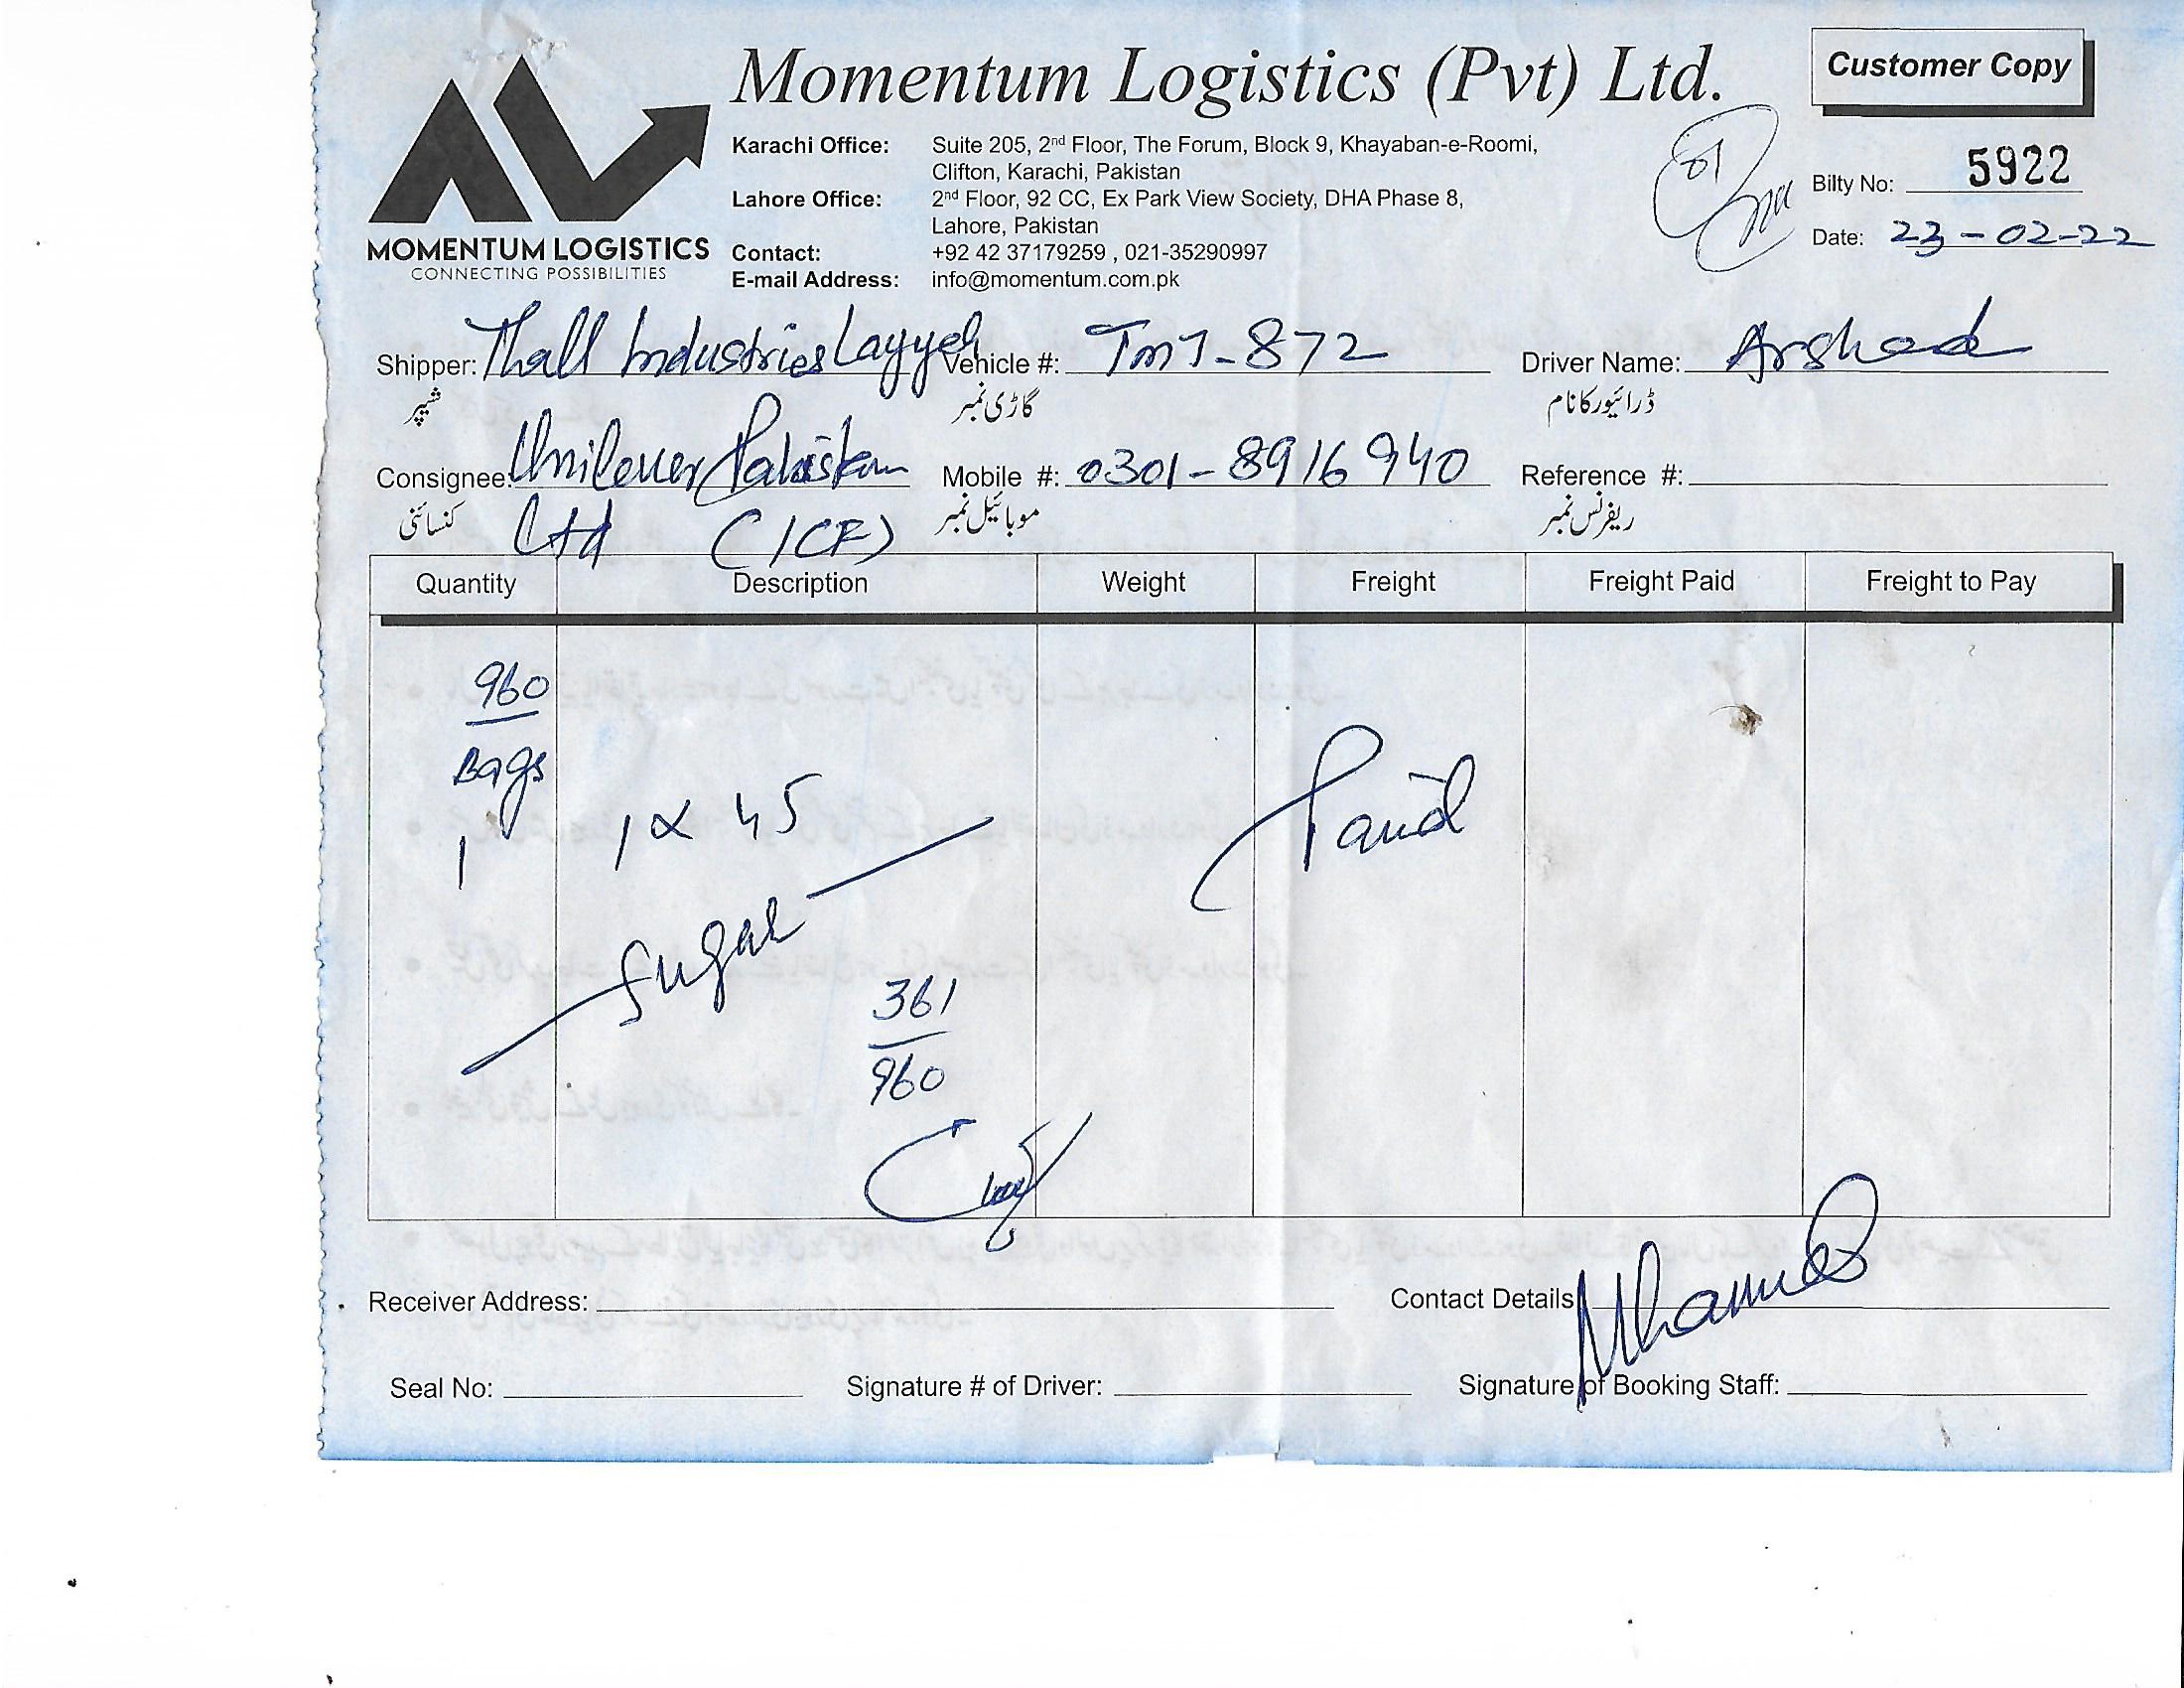 Momentum Logistics (Pvt) Ltd.
Customer Copy
MOMENTUM LOGISTICS
CONNECTING POSSIBILITIES
Karachi Office: Suite 205, 2nd Floor, The Forum, Block 9, Khayaban-e-Roomi,
Clifton, Karachi, Pakistan
Lahore Office: 2nd Floor, 92 CC, Ex Park View Society, DHA Phase 8,
Lahore, Pakistan
Contact: +92 42 37179259 , 021-35290997
E-mail Address: info@momentum.com.pk
Bilty No: 5922
Date: 23-02-22
Shipper: Thall Industries Layyah Vehicle #: TMJ-872 Driver Name: Arshad
شیپر گاڑی نمبر ڈرائیور کا نام
Consignee: Unilever Pakistan Mobile #: 0301-8916940 Reference #:
Ltd (ICF)
کنسائنی موبائیل نمبر ریفرنس نمبر
Quantity Description Weight Freight Freight Paid Freight to Pay
960
Bags
1 x 45
Paid
Sugar
361
960
Receiver Address: Contact Details
Seal No: Signature # of Driver: Signature of Booking Staff: